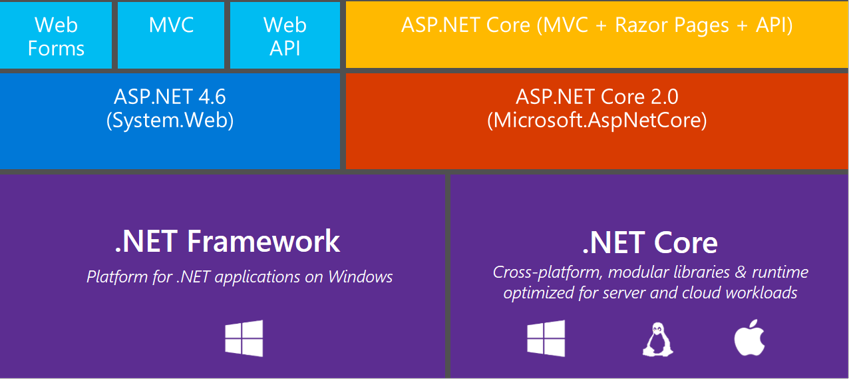 Web
Forms
MVC
Web
API
ASP.NET Core (MVC + Razor Pages + API)
ASP.NET 4.6
(System.Web)
ASP.NET Core 2.0
(Microsoft.AspNetCore)
.NET Framework
Platform for .NET applications on Windows
.NET Core
Cross-platform, modular libraries & runtime
optimized for server and cloud workloads